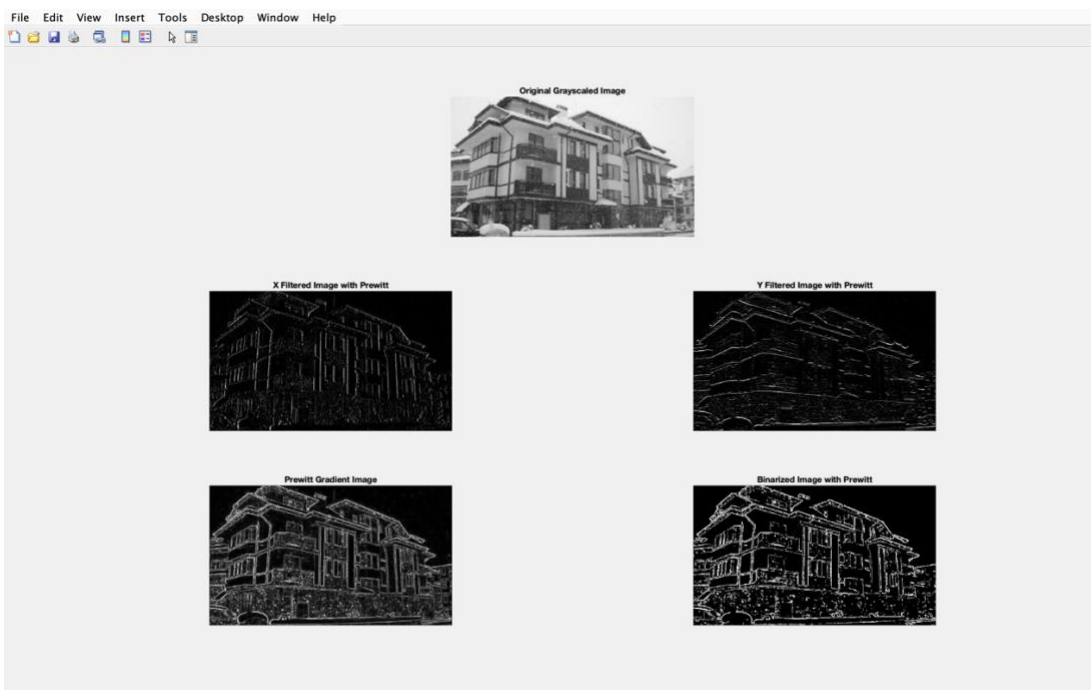 File Edit View Insert Tools Desktop Window Help
Original Grayscaled Image
X Filtered Image with Prewitt
Y Filtered Image with Prewitt
Prewitt Gradient Image
Binarized Image with Prewitt